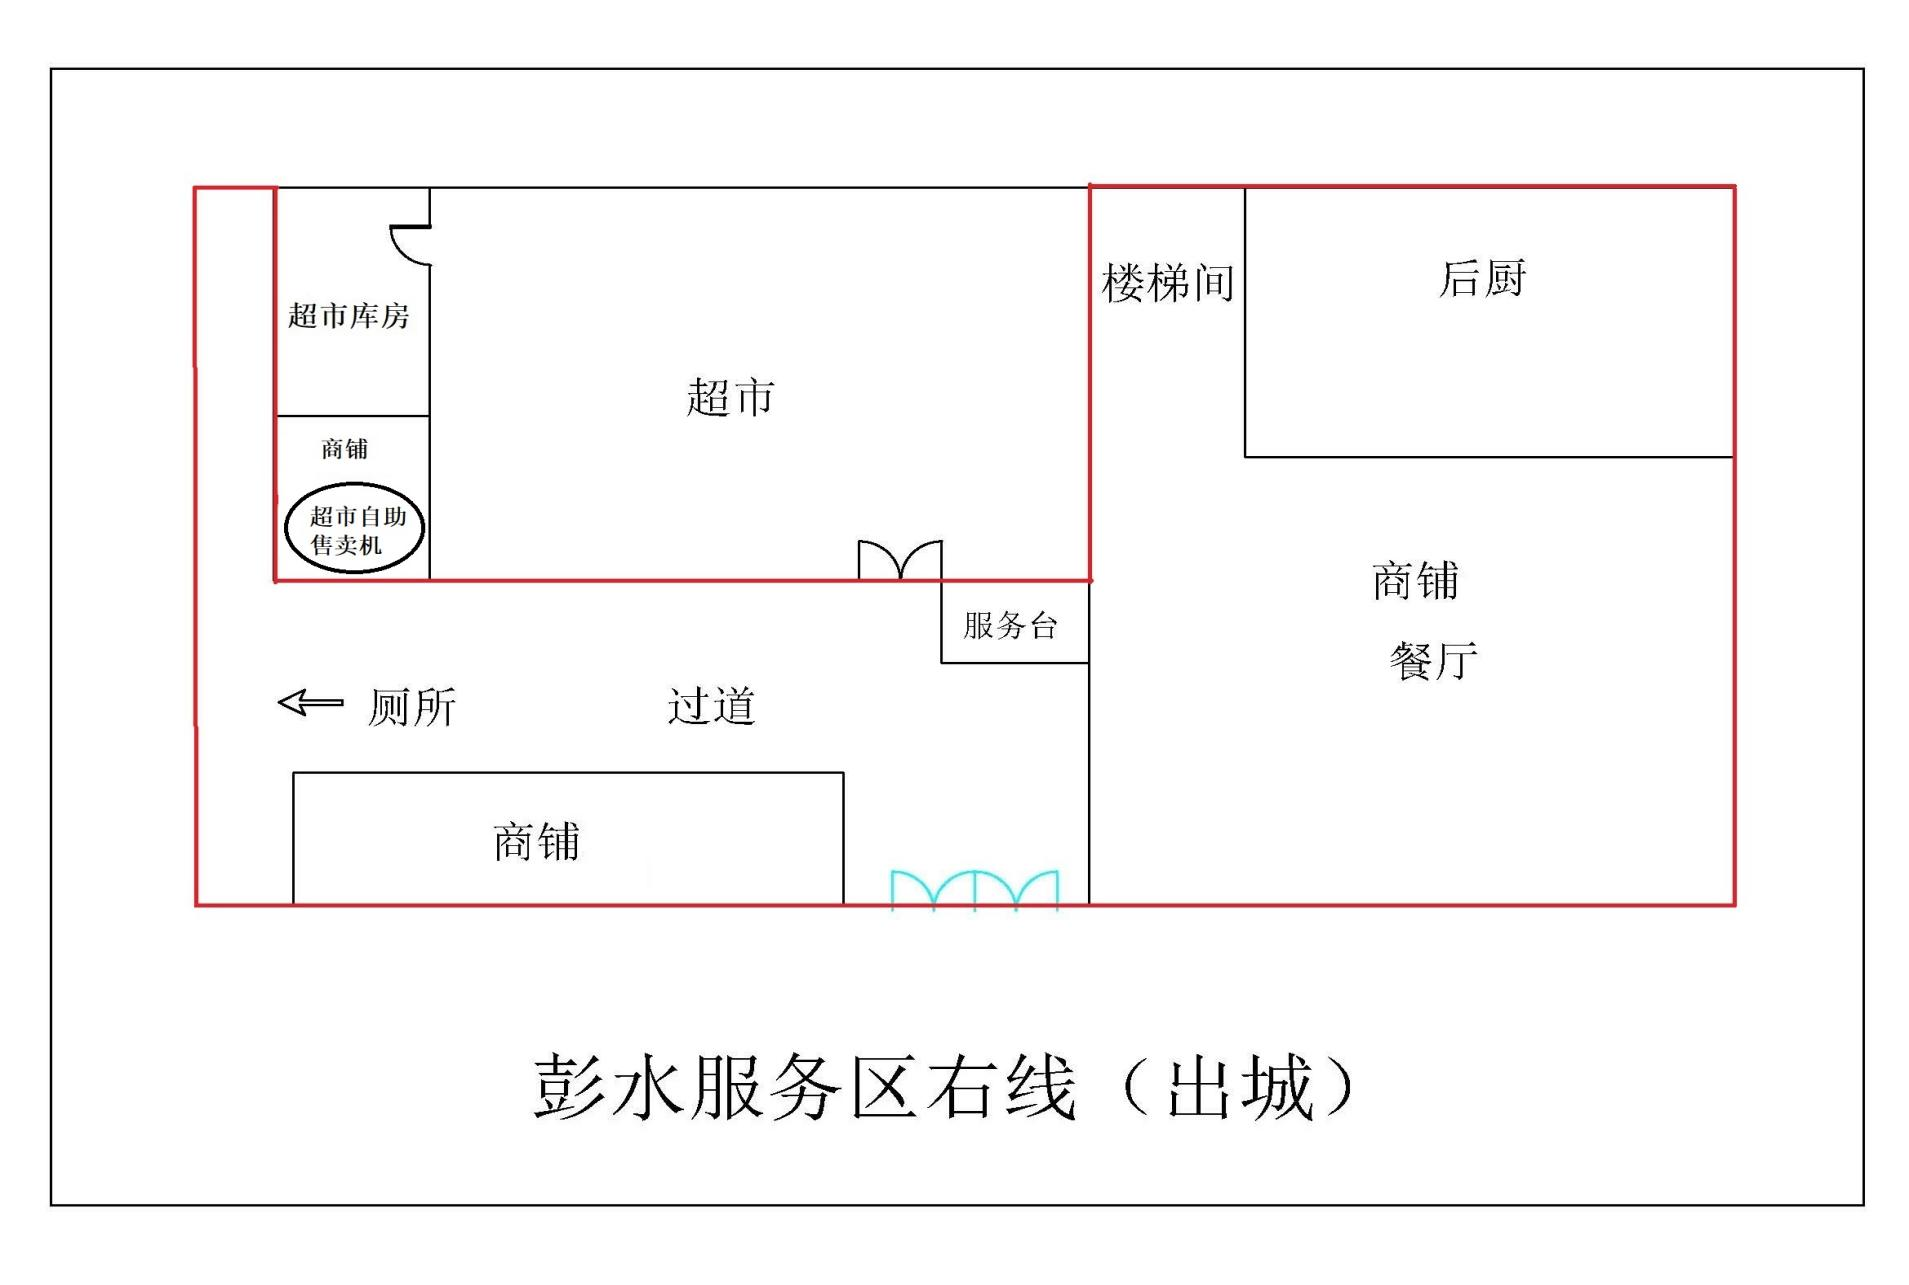 楼梯间
后厨
超市库房
超市
商铺
超市自助
售卖机
商铺
餐厅
服务台
厕所
过道
商铺
彭水服务区右线（出城）